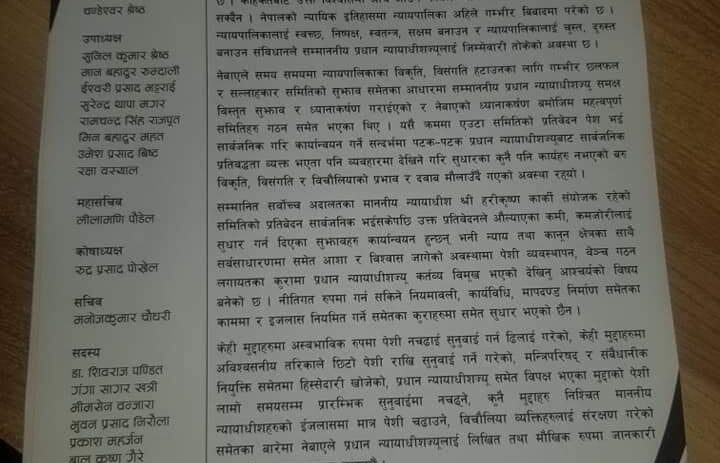 चण्डेश्वर श्रेष्ठ
उपाध्यक्ष
सुनिल कुमार श्रेष्ठ
मान बहादुर रुम्दाली
ईश्वरी प्रसाद भट्टराई
सुरेन्द्र थापा मगर
रामचन्द्र सिंह राजपूत
मिन बहादुर महत
उमेश प्रसाद बिष्ट
रक्षा बस्याल
महासचिव
लीलामणि पौडेल
कोषाध्यक्ष
रुद्र प्रसाद पोखेल
सचिव
मनोजकुमार चौधरी
सदस्य
डा. शिवराज पण्डित
गंगा सागर खत्री
भीमसेन बन्जारा
भुवन प्रसाद निरौला
प्रकाश महर्जन
बाल कृष्ण गैरे
सक्दैन । नेपालको न्यायिक इतिहासमा न्यायपालिका अहिले गम्भीर बिबादमा परेको छ ।
न्यायपालिकालाई स्वच्छ, निष्पक्ष, स्वतन्त्र, सक्षम बनाउन र न्यायपालिकालाई चुस्त, दुरुस्त
बनाउन संविधानले सम्माननीय प्रधान न्यायाधीशज्यूलाई जिम्मेवारी तोकेको अवस्था छ ।
नेबाएले समय समयमा न्यायपालिकाका विकृति, विसंगति हटाउनका लागि गम्भीर छलफल
र सल्लाहकार समितिको सुझाव समेतका आधारमा सम्माननीय प्रधान न्यायाधीशज्यू समक्ष
विस्तृत सुझाव र ध्यानाकर्षण गराईएको र नेबाएको ध्यानाकर्षण बमोजिम महत्वपूर्ण
समितिहरु गठन समेत भएका थिए । यसै क्रममा एउटा समितिको प्रतिवेदन पेश भई
सार्वजनिक गरि कार्यान्वयन गर्ने सन्दर्भमा पटक-पटक प्रधान न्यायाधीशज्यूबाट सार्वजनिक
प्रतिवद्धता व्यक्त भएता पनि व्यवहारमा देखिने गरि सुधारका कुनै पनि कार्यहरु नभएको बरु
विकृति, विसंगति र विचौलियाको प्रभाव र दबाब मौलाउँदै गएको अवस्था रहयो ।
सम्मानित सर्वोच्च अदालतका माननीय न्यायाधीश श्री हरीकृष्ण कार्की संयोजक रहेको
समितिको प्रतिवेदन सार्वजनिक भईसकेपछि उक्त प्रतिवेदनले औंल्याएका कमी, कमजोरीलाई
सुधार गर्न दिएका सुझावहरु कार्यान्वयन हुन्छन् भनी न्याय तथा कानून क्षेत्रका साथै
सर्वसाधारणमा समेत आशा र विश्वास जागेको अवस्थामा पेशी व्यवस्थापन, वेञ्च गठन
लगायतका कुरामा प्रधान न्यायाधीशज्यू कर्तव्य विमुख भएको देखिनु आश्चर्यको विषय
बनेको छ । नीतिगत रुपमा गर्न सकिने नियमावली, कार्यविधि, मापदण्ड निर्माण समेतका
काममा र इजलास नियमित गर्ने समेतका कुराहरुमा समेत सुधार भएको छैन ।
केही मुद्दाहरुमा अस्वभाविक रुपमा पेशी नचढाई सुनुवाई गर्न ढिलाई गरेको, केही मुद्दाहरुमा
अविश्वसनीय तरिकाले छिटो पेशी राखि सुनुवाई गर्ने गरेको, मन्त्रिपरिषद् र संवैधानीक
नियुक्ति समेतमा हिस्सेदारी खोजेको, प्रधान न्यायाधीशज्यू समेत विपक्ष भएका मुद्दाको पेशी
लामो समयसम्म प्रारम्भिक सुनुवाईमा नचढ्ने, कुनै मुद्दाहरु निश्चित माननीय
न्यायाधीशहरुको ईजलासमा मात्र पेशी चढाउने, विचौलिया व्यक्तिहरुलाई संरक्षण गरेको
समेतका बारेमा नेबाएले प्रधान न्यायाधीशज्यूलाई लिखित तथा मौखिक रुपमा जानकारी